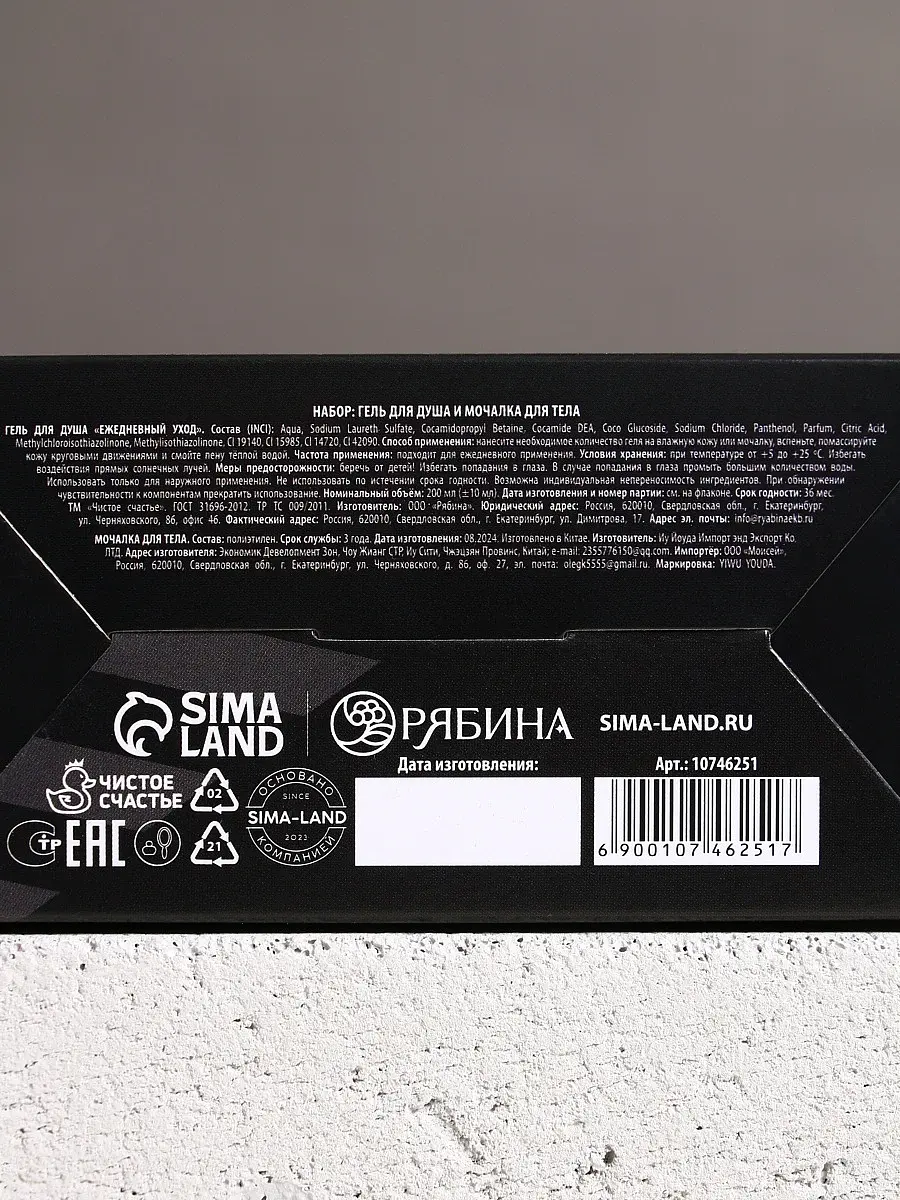 НАБОР: ГЕЛЬ ДЛЯ ДУША И МОЧАЛКА ДЛЯ ТЕЛА
ГЕЛЬ ДЛЯ ДУША «ЕЖЕДНЕВНЫЙ УХОД». Состав (INCI): Aqua, Sodium Laureth Sulfate, Cocamidopropyl Betaine, Cocamide DEA, Coco Glucoside, Sodium Chloride, Panthenol, Parfum, Citric Acid,
Methylchloroisothiazolinone, Methylisothiazolinone, CI 19140, CI 15985, CI 14720, CI 42090. Способ применения: нанесите необходимое количество геля на влажную кожу или мочалку, вспеньте, помассируйте
кожу круговыми движениями и смойте пену тёплой водой. Частота применения: подходит для ежедневного применения. Условия хранения: при температуре от +5 до +25 °C. Избегать
воздействия прямых солнечных лучей. Меры предосторожности: беречь от детей! Избегать попадания в глаза. В случае попадания в глаза промыть большим количеством воды.
Использовать только для наружного применения. Не использовать по истечении срока годности. Возможна индивидуальная непереносимость ингредиентов. При обнаружении
чувствительности к компонентам прекратить использование. Номинальный объём: 200 мл (±10 мл). Дата изготовления и номер партии: см. на флаконе. Срок годности: 36 мес.
ТМ «Чистое счастье». ГОСТ 31696-2012. ТР ТС 009/2011. Изготовитель: ООО «Рябина». Юридический адрес: Россия, 620010, Свердловская обл., г. Екатеринбург,
ул. Черняховского, 86, офис 46. Фактический адрес: Россия, 620010, Свердловская обл., г. Екатеринбург, ул. Димитрова, 17. Адрес эл. почты: info@ryabinaekb.ru
МОЧАЛКА ДЛЯ ТЕЛА. Состав: полиэтилен. Срок службы: 3 года. Дата изготовления: 08.2024. Изготовлено в Китае. Изготовитель: Иу Йоуда Импорт энд Экспорт Ко.
ЛТД. Адрес изготовителя: Экономик Девелопмент Зон, Чоу Жианг СТР, Иу Сити, Чжэцзян Провинс, Китай; e-mail: 2355776150@qq.com. Импортёр: ООО «Моисей»,
Россия, 620010, Свердловская обл., г. Екатеринбург, ул. Черняховского, д. 86, оф. 27, эл. почта: olegk5555@gmail.ru. Маркировка: YIWU YOUDA.
SIMA
LAND
РЯБИНА
SIMA-LAND.RU
ЧИСТОЕ
СЧАСТЬЕ
02
ТР
EAC
21
ОСНОВАНО
SINCE
SIMA-LAND
2023
КОМПАНИЕЙ
Дата изготовления:
Арт.: 10746251
6 900107 462517